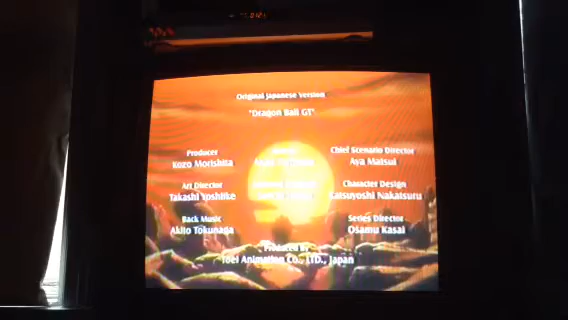 Original Japanese Version
"Dragon Ball GT"
Producer
Kozo Morishita
Chief Scenario Director
Aya Matsui
Art Director
Takashi Yoshiike
Character Design
Katsuyoshi Nakatsuru
Back Music
Akito Tokunaga
Series Director
Osamu Kasai
Produced by
Toei Animation Co., LTD., Japan